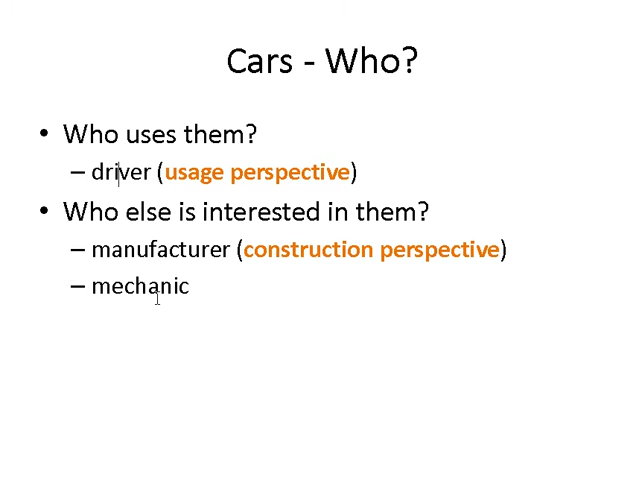 Cars - Who?
• Who uses them?
– driver (usage perspective)
• Who else is interested in them?
– manufacturer (construction perspective)
– mechanic